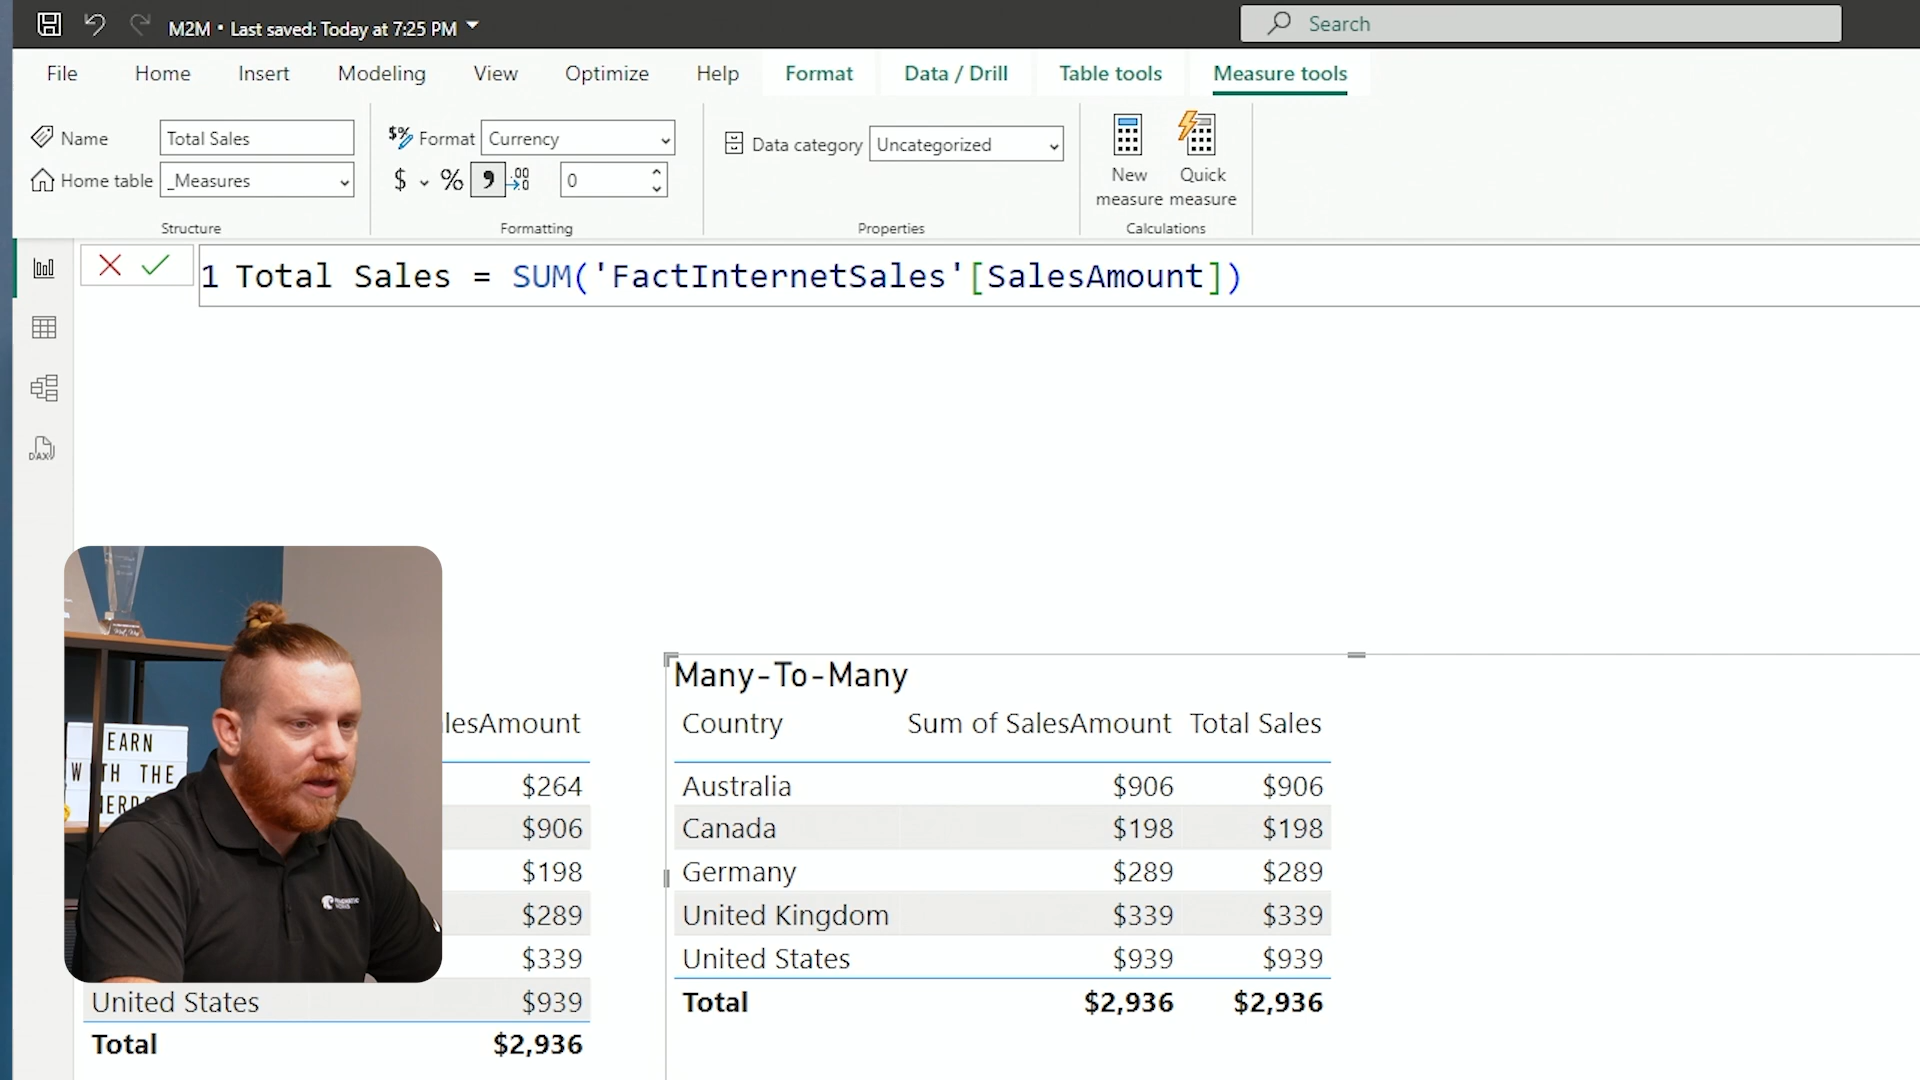 M2M • Last saved: Today at 7:25 PM
Search
File Home Insert Modeling View Optimize Help Format Data / Drill Table tools Measure tools
Name Total Sales
Home table _Measures
Structure
$% Format Currency
$ % , .00 0
Formatting
Data category Uncategorized
Properties
New measure
Quick measure
Calculations
1 Total Sales = SUM('FactInternetSales'[SalesAmount])
DAX
EARN
WITH THE
NERDS
lesAmount
$264
$906
$198
$289
$339
United States $939
Total $2,936
Many-To-Many
Country Sum of SalesAmount Total Sales
Australia $906 $906
Canada $198 $198
Germany $289 $289
United Kingdom $339 $339
United States $939 $939
Total $2,936 $2,936